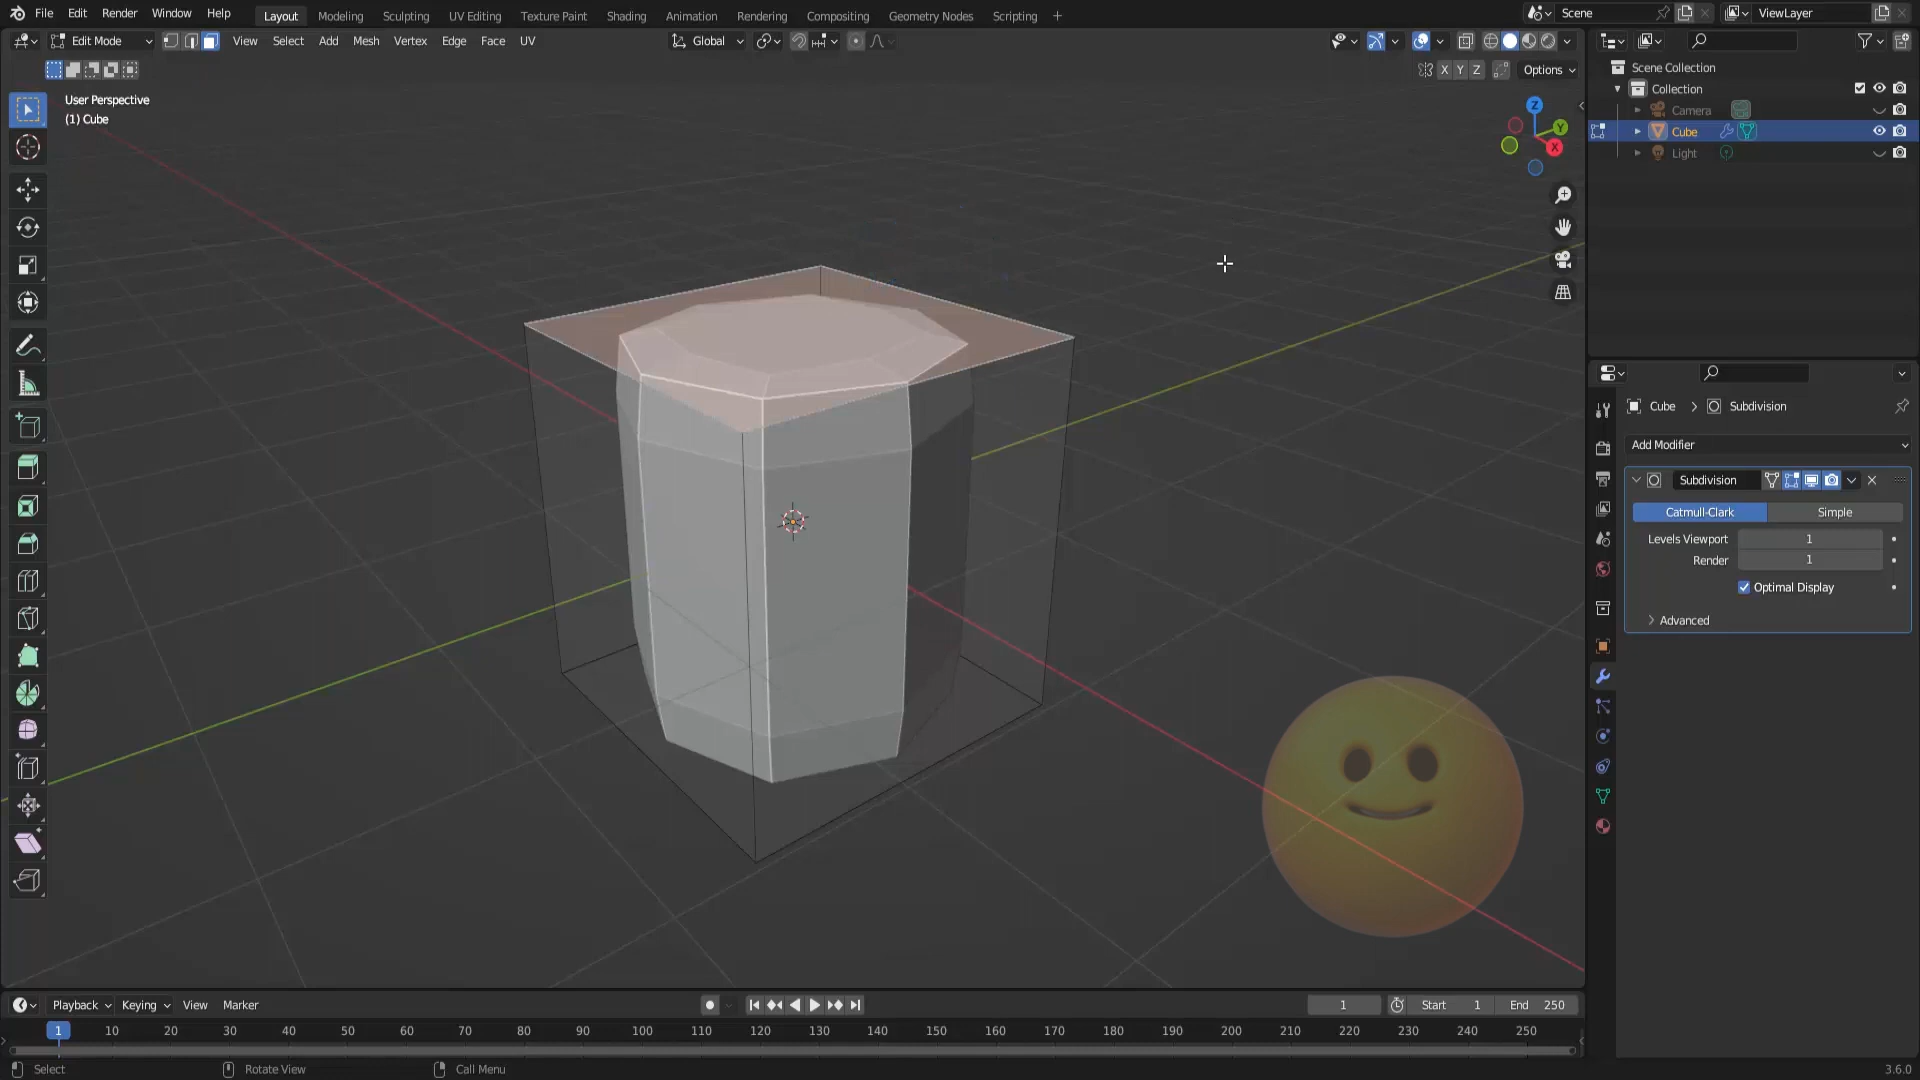 File Edit Render Window Help Layout Modeling Sculpting UV Editing Texture Paint Shading Animation Rendering Compositing Geometry Nodes Scripting + Scene ViewLayer
Edit Mode View Select Add Mesh Vertex Edge Face UV Global
X Y Z Options
User Perspective
(1) Cube
Z
Y
X
Scene Collection
Collection
Camera
Cube
Light
Cube > Subdivision
Add Modifier
Subdivision
Catmull-Clark Simple
Levels Viewport 1
Render 1
Optimal Display
Advanced
Playback Keying View Marker 1 Start 1 End 250
1 10 20 30 40 50 60 70 80 90 100 110 120 130 140 150 160 170 180 190 200 210 220 230 240 250
Select Rotate View Call Menu 3.6.0